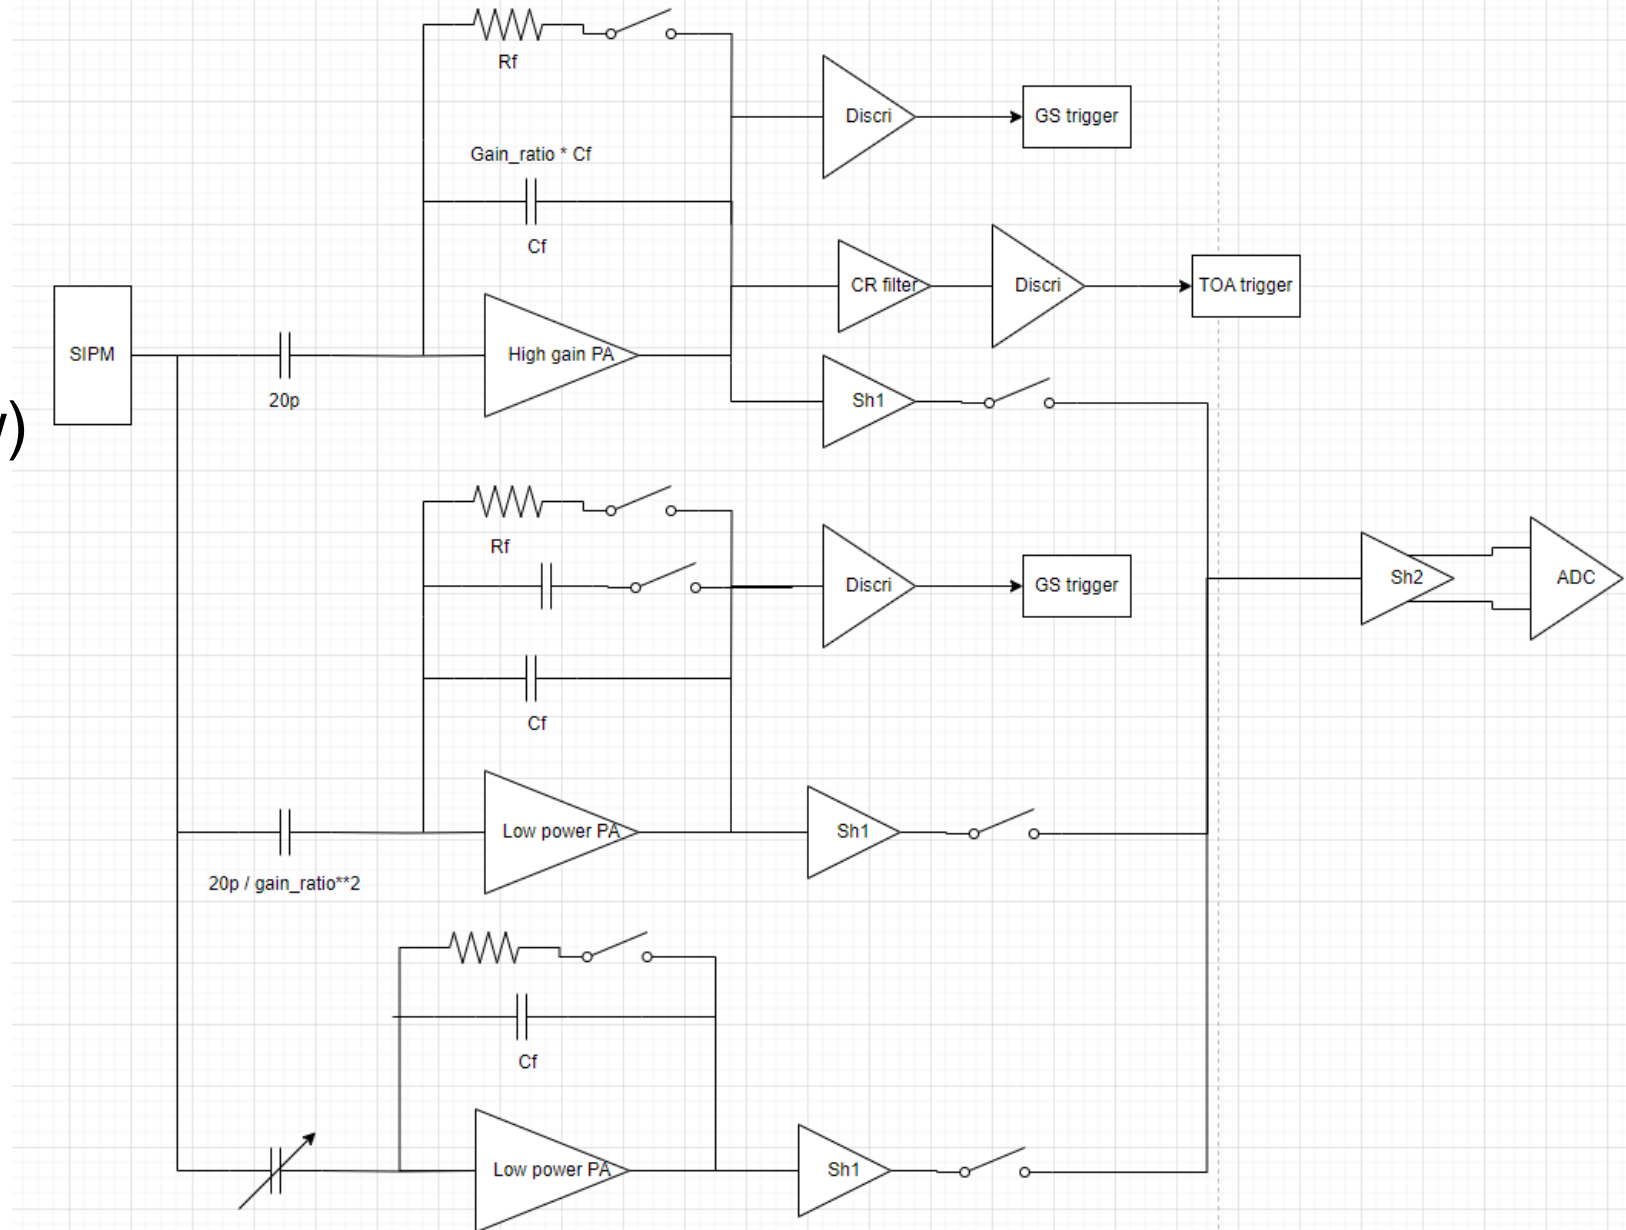 Rf
Discri
GS trigger
Gain_ratio * Cf
Cf
CR filter
Discri
TOA trigger
SIPM
High gain PA
20p
Sh1
)
Rf
Discri
GS trigger
Sh2
ADC
Cf
Low power PA
Sh1
20p / gain_ratio**2
Cf
Low power PA
Sh1